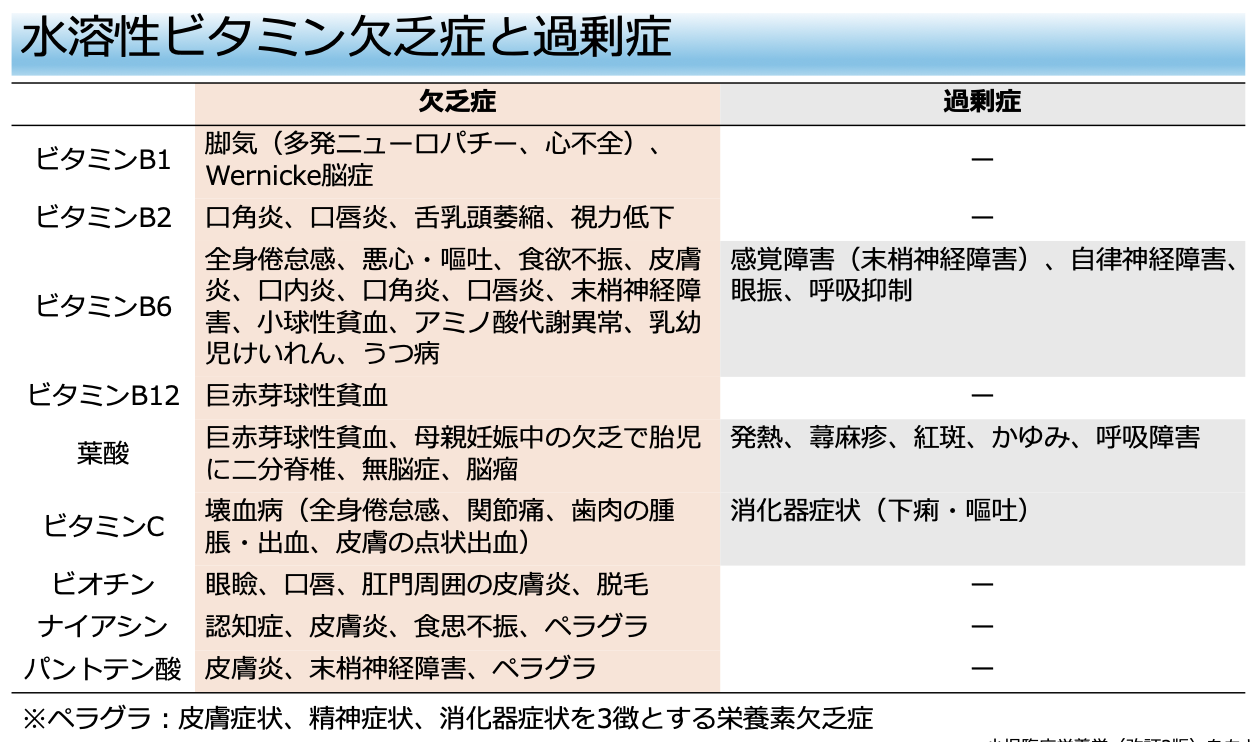 水溶性ビタミン欠乏症と過剰症
欠乏症 過剰症
ビタミンB1
脚気（多発ニューロパチー、心不全）、
Wernicke脳症
ー
ビタミンB2
口角炎、口唇炎、舌乳頭萎縮、視力低下
ー
ビタミンB6
全身倦怠感、悪心・嘔吐、食欲不振、皮膚
炎、口内炎、口角炎、口唇炎、末梢神経障
害、小球性貧血、アミノ酸代謝異常、乳幼
児けいれん、うつ病
感覚障害（末梢神経障害）、自律神経障害、
眼振、呼吸抑制
ビタミンB12
巨赤芽球性貧血
ー
葉酸
巨赤芽球性貧血、母親妊娠中の欠乏で胎児
に二分脊椎、無脳症、脳瘤
発熱、蕁麻疹、紅斑、かゆみ、呼吸障害
ビタミンC
壊血病（全身倦怠感、関節痛、歯肉の腫
脹・出血、皮膚の点状出血）
消化器症状（下痢・嘔吐）
ビオチン
眼瞼、口唇、肛門周囲の皮膚炎、脱毛
ー
ナイアシン
認知症、皮膚炎、食思不振、ペラグラ
ー
パントテン酸
皮膚炎、末梢神経障害、ペラグラ
ー
※ペラグラ：皮膚症状、精神症状、消化器症状を3徴とする栄養素欠乏症